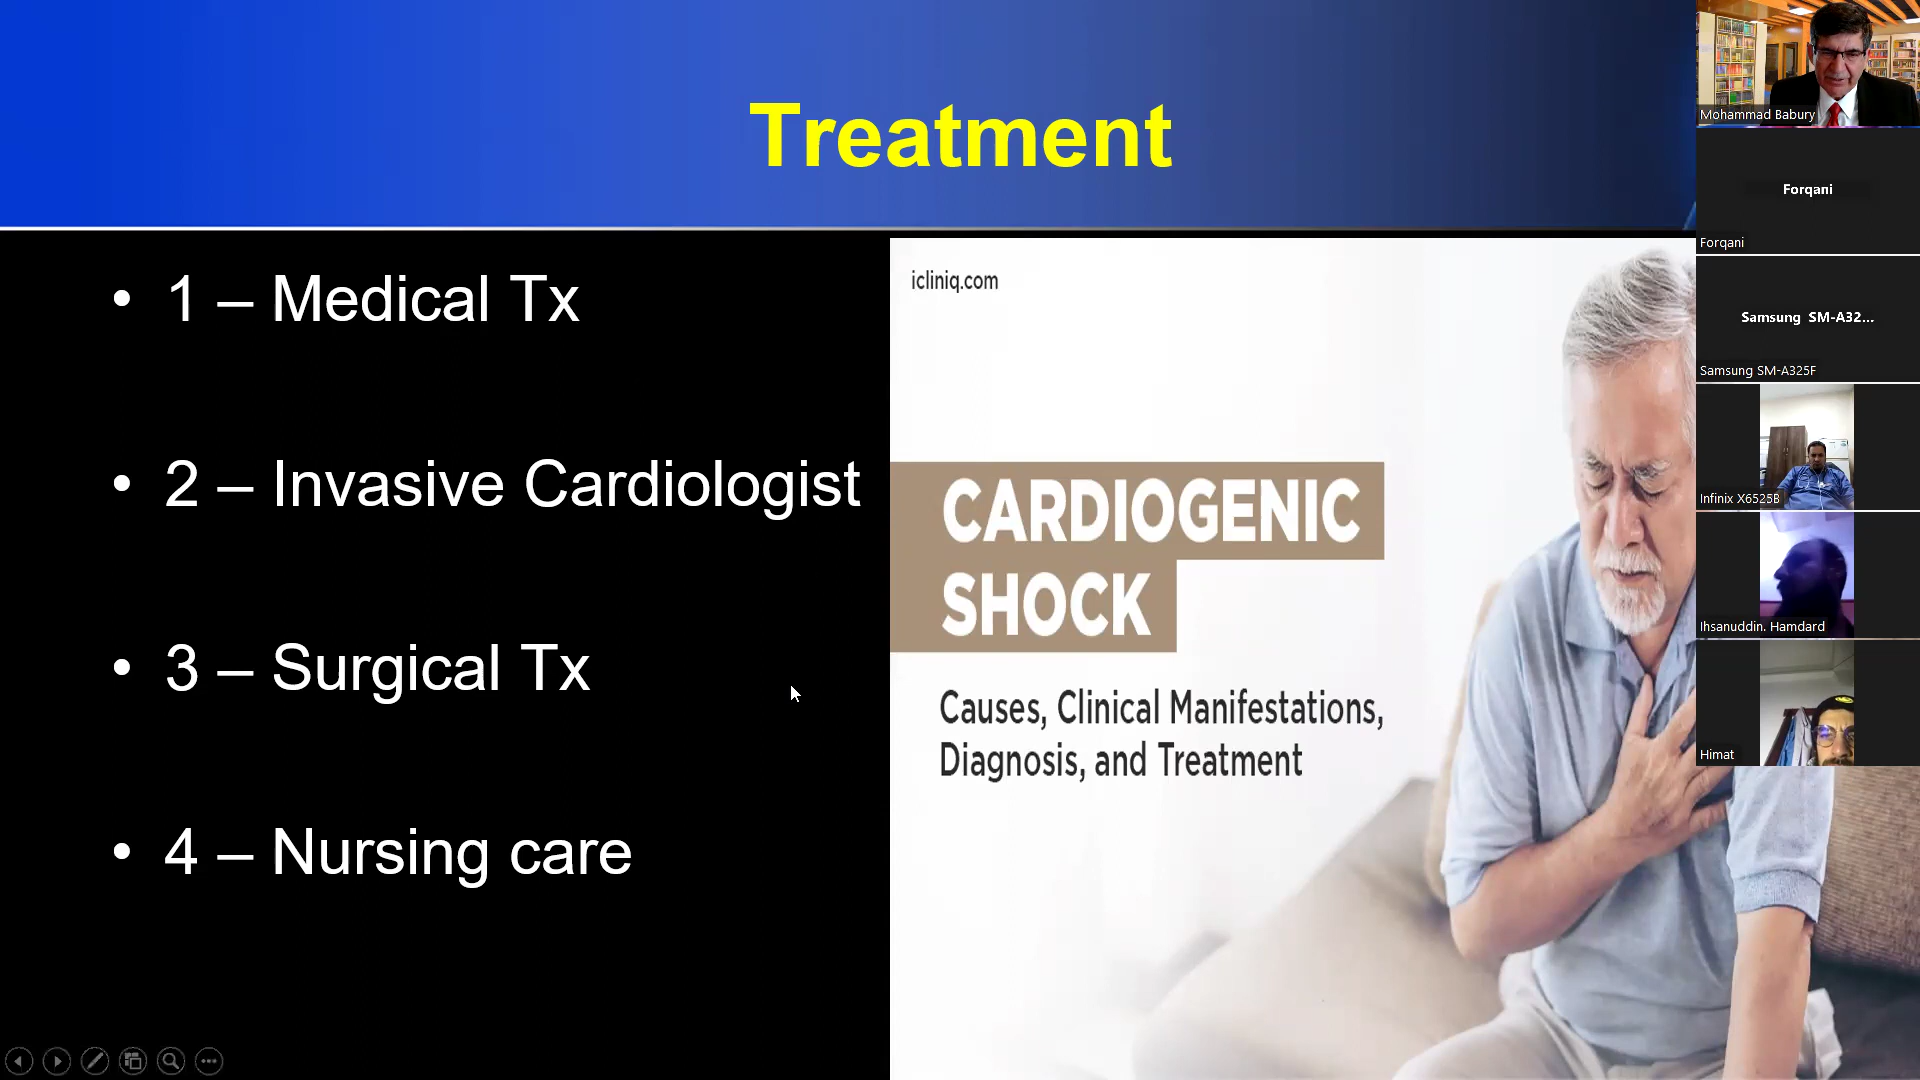 Treatment
• 1 – Medical Tx
• 2 – Invasive Cardiologist
• 3 – Surgical Tx
• 4 – Nursing care
icliniq.com
CARDIOGENIC
SHOCK
Causes, Clinical Manifestations,
Diagnosis, and Treatment
Mohammad Babury
Forqani
Forqani
Samsung SM-A32...
Samsung SM-A325F
Infinix X6525B
Ihsanuddin. Hamdard
Himat